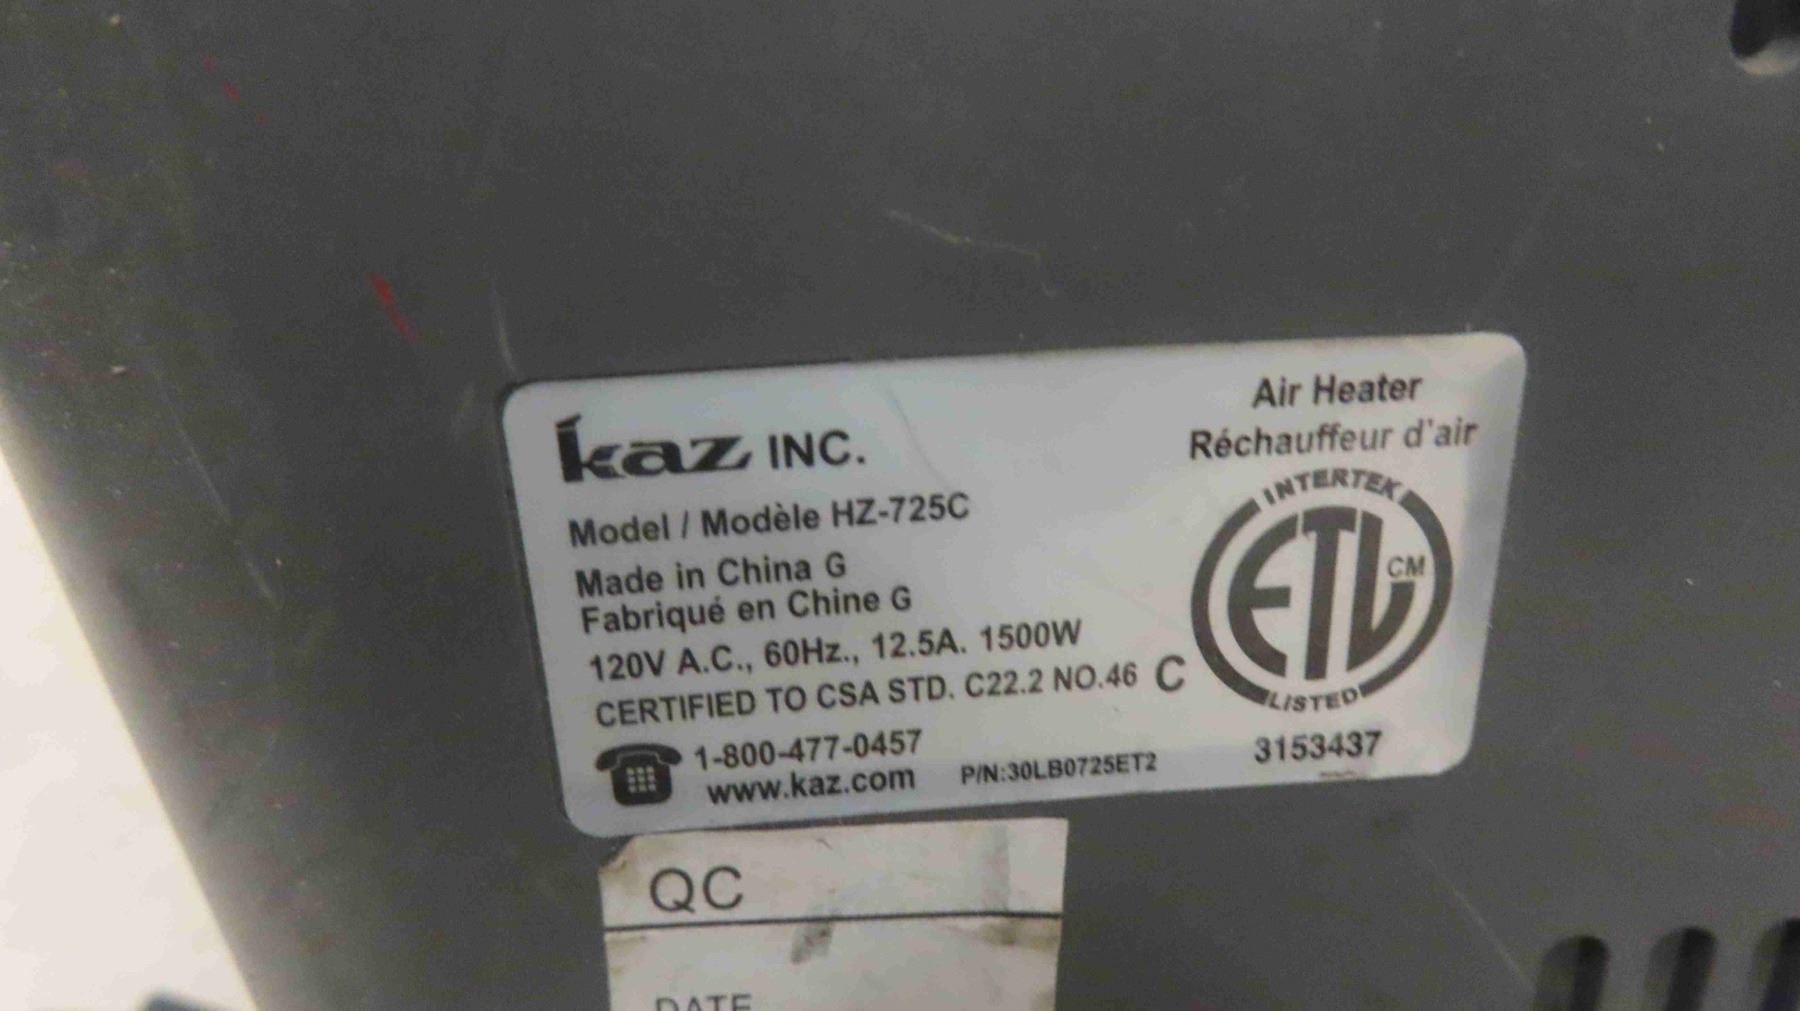 kaz INC.
Air Heater
Réchauffeur d'air
Model / Modèle HZ-725C
Made in China G
Fabriqué en Chine G
120V A.C., 60Hz., 12.5A. 1500W
CERTIFIED TO CSA STD. C22.2 NO.46 C
INTERTEK
ETL CM
LISTED
3153437
1-800-477-0457
www.kaz.com P/N:30LB0725ET2
QC
DATE